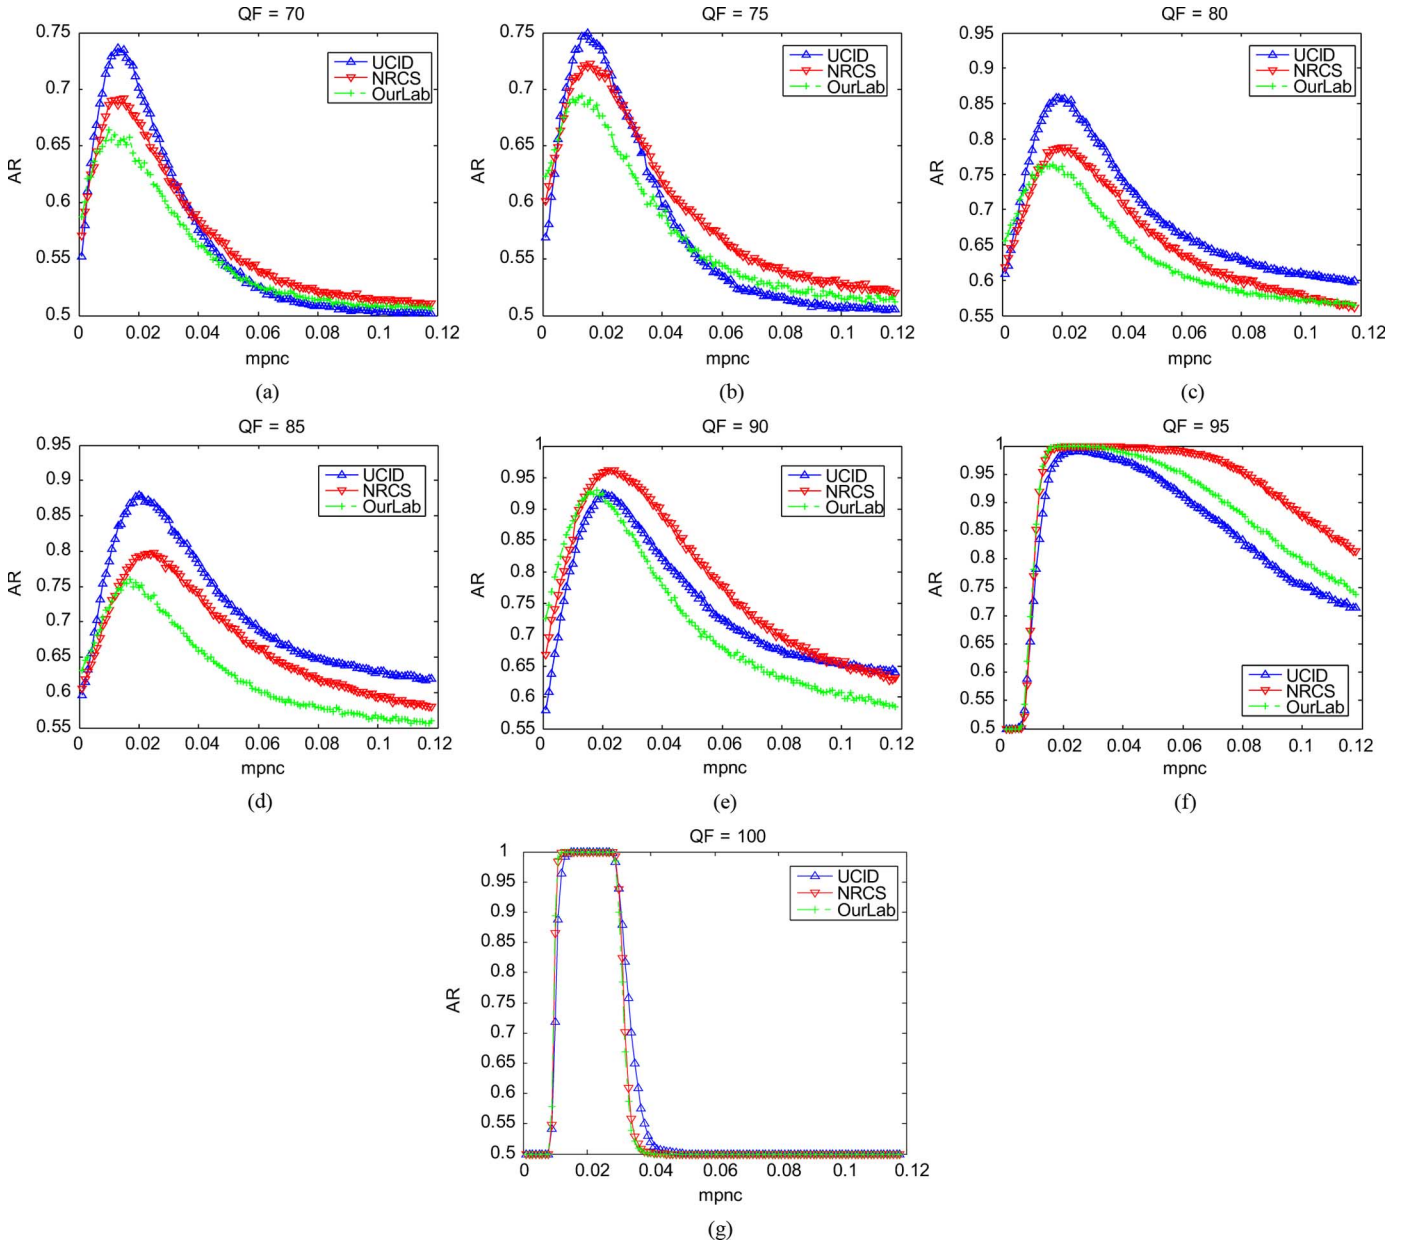 QF = 70
0.75
0.7
0.65
0.6
0.55
0.5
AR
0 0.02 0.04 0.06 0.08 0.1 0.12
mpnc
UCID
NRCS
OurLab
(a)
QF = 75
0.75
0.7
0.65
0.6
0.55
0.5
AR
0 0.02 0.04 0.06 0.08 0.1 0.12
mpnc
UCID
NRCS
OurLab
(b)
QF = 80
0.95
0.9
0.85
0.8
0.75
0.7
0.65
0.6
0.55
AR
0 0.02 0.04 0.06 0.08 0.1 0.12
mpnc
UCID
NRCS
OurLab
(c)
QF = 85
0.95
0.9
0.85
0.8
0.75
0.7
0.65
0.6
0.55
AR
0 0.02 0.04 0.06 0.08 0.1 0.12
mpnc
UCID
NRCS
OurLab
(d)
QF = 90
1
0.95
0.9
0.85
0.8
0.75
0.7
0.65
0.6
0.55
AR
0 0.02 0.04 0.06 0.08 0.1 0.12
mpnc
UCID
NRCS
OurLab
(e)
QF = 95
1
0.95
0.9
0.85
0.8
0.75
0.7
0.65
0.6
0.55
0.5
AR
0 0.02 0.04 0.06 0.08 0.1 0.12
mpnc
UCID
NRCS
OurLab
(f)
QF = 100
1
0.95
0.9
0.85
0.8
0.75
0.7
0.65
0.6
0.55
0.5
AR
0 0.02 0.04 0.06 0.08 0.1 0.12
mpnc
UCID
NRCS
OurLab
(g)